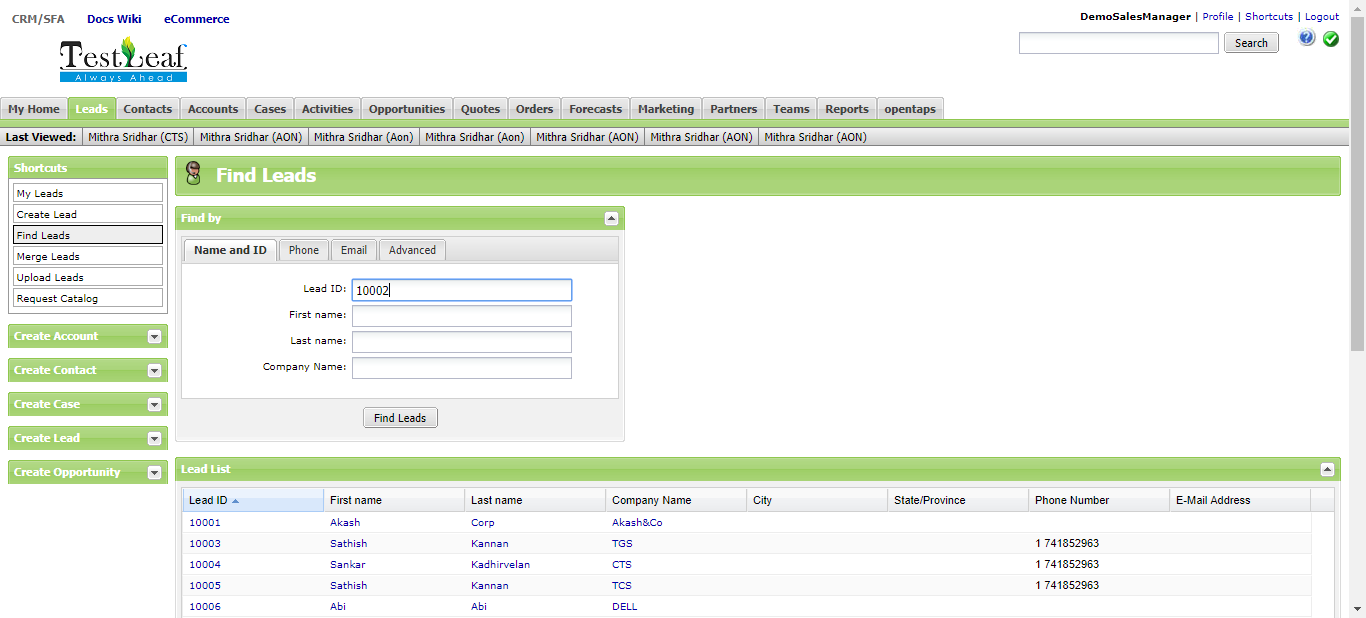 CRM/SFA Docs Wiki eCommerce
DemoSalesManager | Profile | Shortcuts | Logout
TestLeaf
Always Ahead
Search
My Home Leads Contacts Accounts Cases Activities Opportunities Quotes Orders Forecasts Marketing Partners Teams Reports opentaps
Last Viewed: Mithra Sridhar (CTS) Mithra Sridhar (AON) Mithra Sridhar (Aon) Mithra Sridhar (Aon) Mithra Sridhar (AON) Mithra Sridhar (AON) Mithra Sridhar (AON)
Shortcuts
My Leads
Create Lead
Find Leads
Merge Leads
Upload Leads
Request Catalog
Create Account
Create Contact
Create Case
Create Lead
Create Opportunity
Find Leads
Find by
Name and ID Phone Email Advanced
Lead ID: 10002
First name:
Last name:
Company Name:
Find Leads
Lead List
Lead ID First name Last name Company Name City State/Province Phone Number E-Mail Address
10001 Akash Corp Akash&Co
10003 Sathish Kannan TGS 1 741852963
10004 Sankar Kadhirvelan CTS 1 741852963
10005 Sathish Kannan TCS 1 741852963
10006 Abi Abi DELL